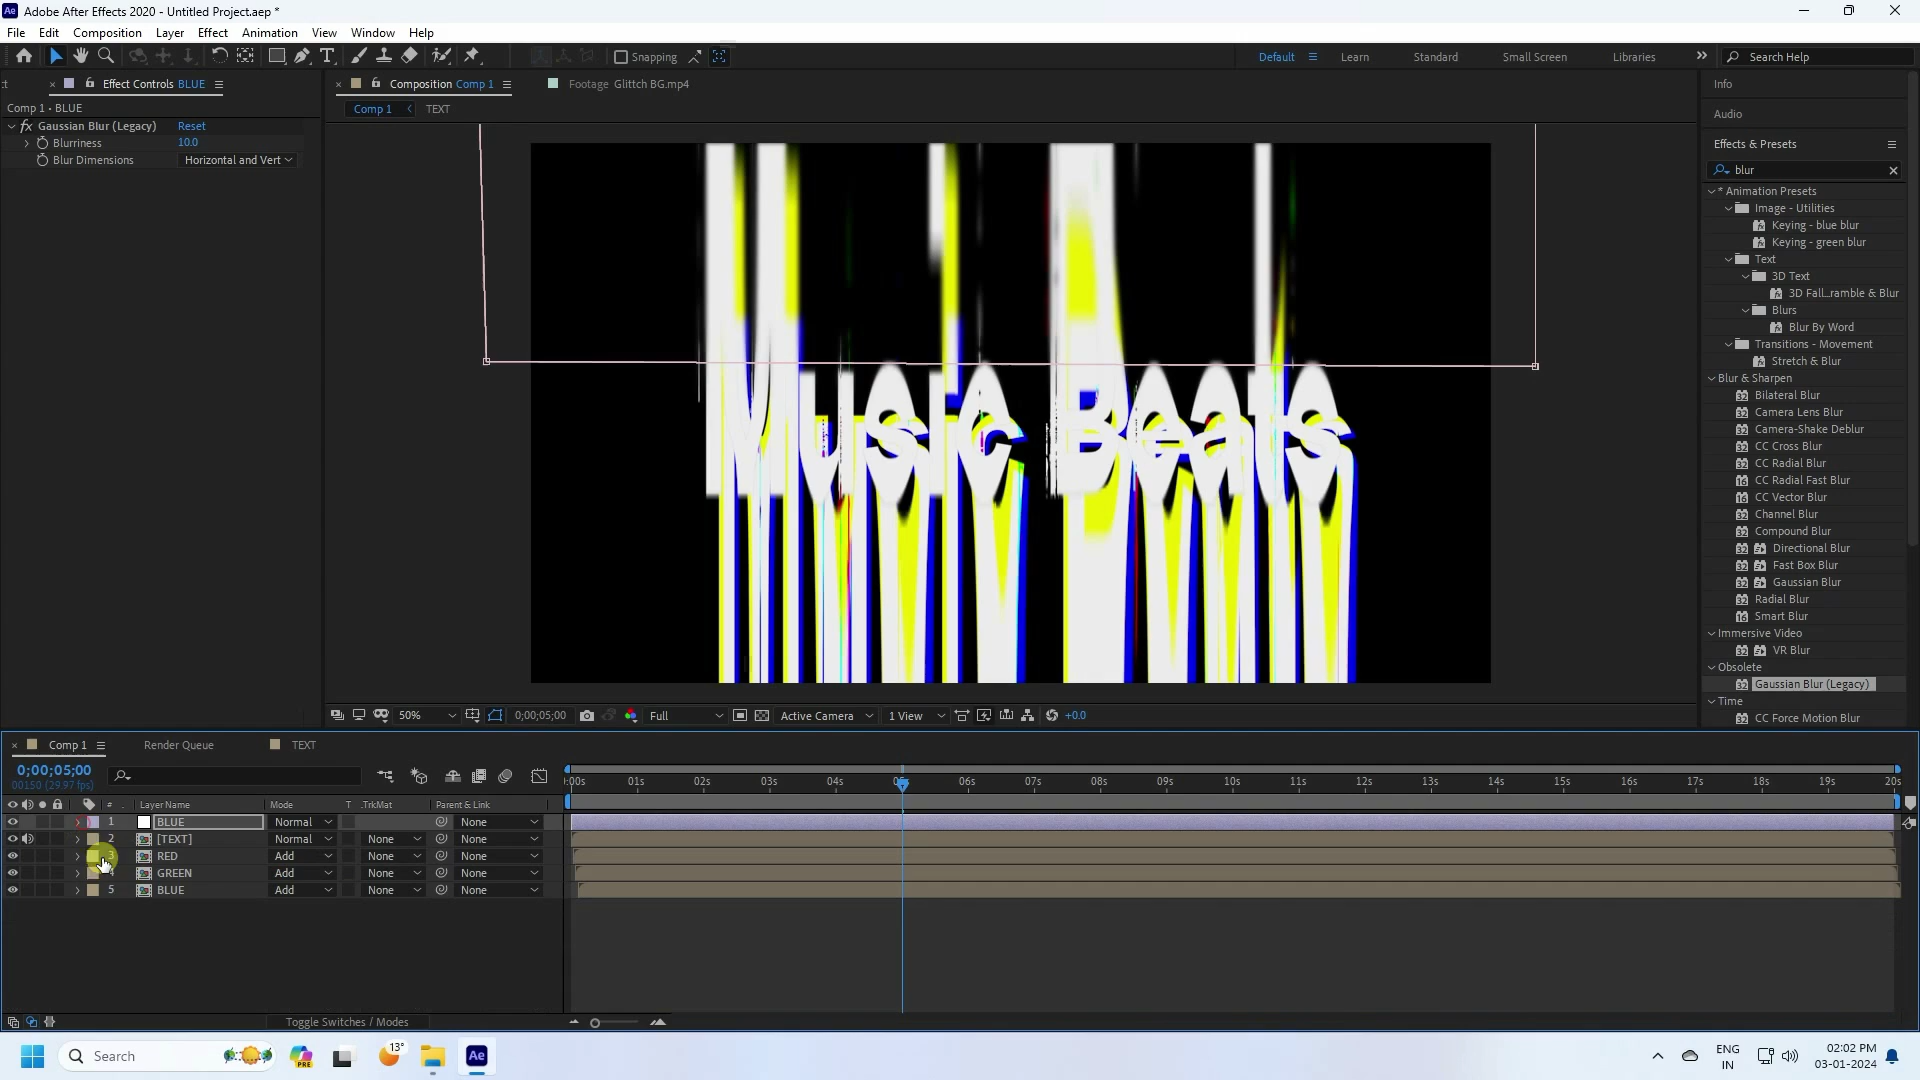 Adobe After Effects 2020 - Untitled Project.aep *
File Edit Composition Layer Effect Animation View Window Help
Snapping
Default Learn Standard Small Screen Libraries
Search Help
Effect Controls BLUE
Composition Comp 1
Footage Glittch BG.mp4
Comp 1 • BLUE
Comp 1
TEXT
Gaussian Blur (Legacy) Reset
Blurriness 10.0
Blur Dimensions Horizontal and Vert
Music Beats
50% 0;00;05;00 Full Active Camera 1 View +0.0
Info
Audio
Effects & Presets
blur
* Animation Presets
Image - Utilities
Keying - blue blur
Keying - green blur
Text
3D Text
3D Fall...ramble & Blur
Blurs
Blur By Word
Transitions - Movement
Stretch & Blur
Blur & Sharpen
Bilateral Blur
Camera Lens Blur
Camera-Shake Deblur
CC Cross Blur
CC Radial Blur
CC Radial Fast Blur
CC Vector Blur
Channel Blur
Compound Blur
Directional Blur
Fast Box Blur
Gaussian Blur
Radial Blur
Smart Blur
Immersive Video
VR Blur
Obsolete
Gaussian Blur (Legacy)
Time
CC Force Motion Blur
Comp 1 Render Queue TEXT
0;00;05;00
00150 (29.97 fps)
# Layer Name Mode T .TrkMat Parent & Link
1 BLUE Normal None
2 [TEXT] Normal None None
3 RED Add None None
4 GREEN Add None None
5 BLUE Add None None
:00s 01s 02s 03s 04s 05s 06s 07s 08s 09s 10s 11s 12s 13s 14s 15s 16s 17s 18s 19s 20s
Toggle Switches / Modes
Search
PRE
13°
Ae
ENG
IN
02:02 PM
03-01-2024